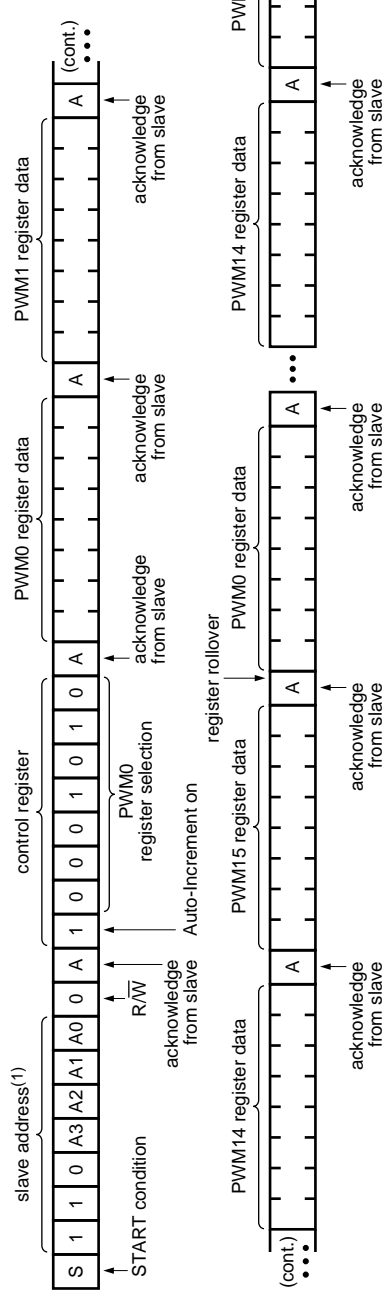 slave address(1) control register PWM0 register data PWM1 register data
S 1 1 0 A3 A2 A1 A0 0 A 1 0 0 0 1 0 1 0 A A A (cont.)
START condition
R/W
acknowledge
from slave
Auto-Increment on
PWM0
register selection
acknowledge
from slave
acknowledge
from slave
acknowledge
from slave
register rollover
PWM14 register data PWM15 register data PWM0 register data PWM14 register data
(cont.) A A A A
acknowledge
from slave
acknowledge
from slave
acknowledge
from slave
acknowledge
from slave